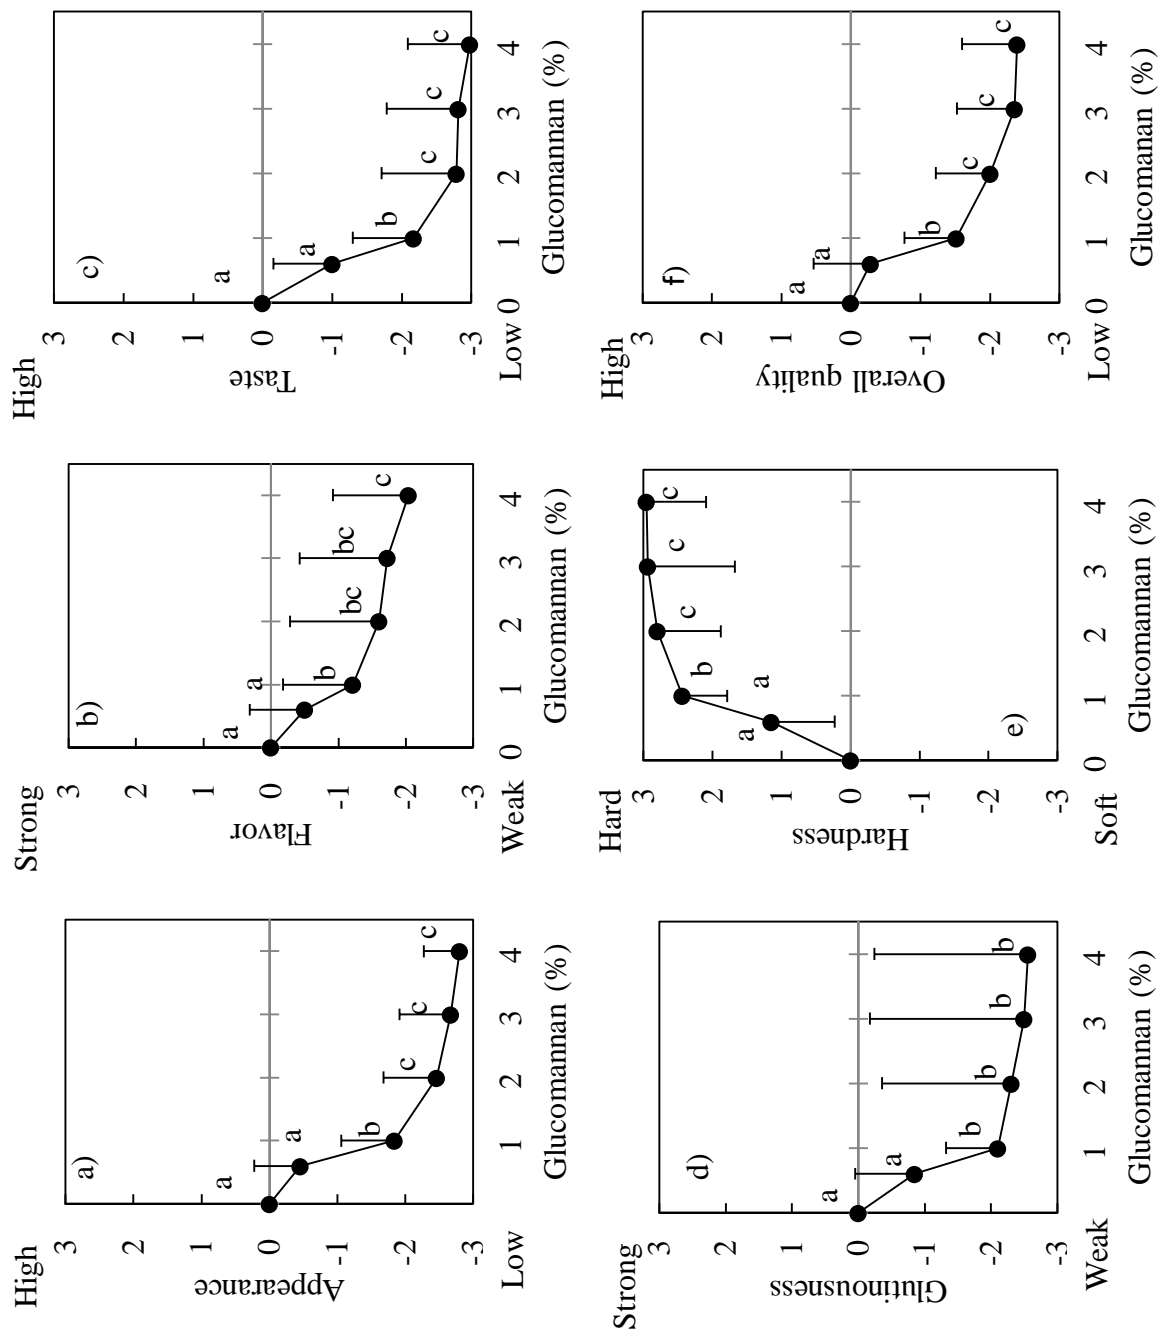 High
3
2
1
0
-1
-2
-3
Low
Appearance
a)
a
a
b
c
c
c
1 2 3 4
Glucomannan (%)
Strong
3
2
1
0
-1
-2
-3
Weak
Flavor
b)
a
a
b
bc
bc
c
0 1 2 3 4
Glucomannan (%)
High
3
2
1
0
-1
-2
-3
Low
Taste
c)
a
a
b
c
c
c
0 1 2 3 4
Glucomannan (%)
Strong
3
2
1
0
-1
-2
-3
Weak
Glutinousness
d)
a
a
b
b
b
b
1 2 3 4
Glucomannan (%)
Hard
3
2
1
0
-1
-2
-3
Soft
Hardness
e)
a
a
b
c
c
c
0 1 2 3 4
Glucomannan (%)
High
3
2
1
0
-1
-2
-3
Low
Overall quality
f)
a
a
b
c
c
c
0 1 2 3 4
Glucomanan (%)